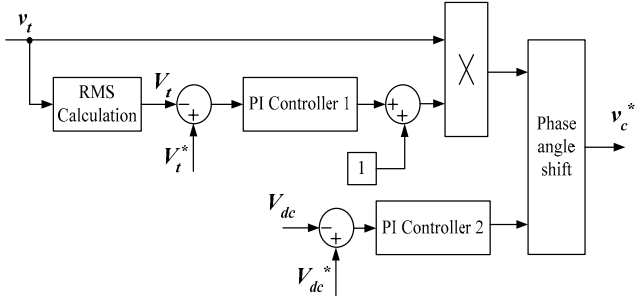 v_t
RMS
Calculation
V_t
−
+
V_t*
PI Controller 1
+
+
1
X
Phase
angle
shift
v_c*
V_dc
−
+
V_dc*
PI Controller 2